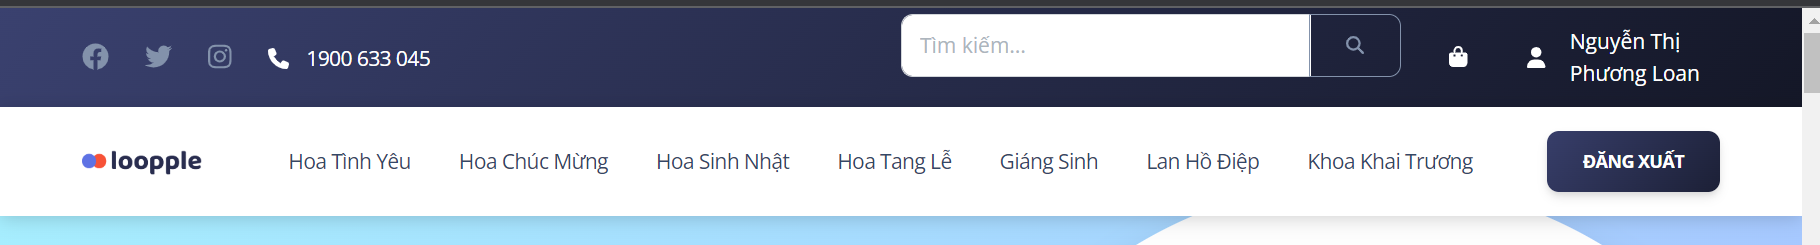 1900 633 045
Tìm kiếm...
Nguyễn Thị
Phương Loan
loopple
Hoa Tình Yêu
Hoa Chúc Mừng
Hoa Sinh Nhật
Hoa Tang Lễ
Giáng Sinh
Lan Hồ Điệp
Khoa Khai Trương
ĐĂNG XUẤT